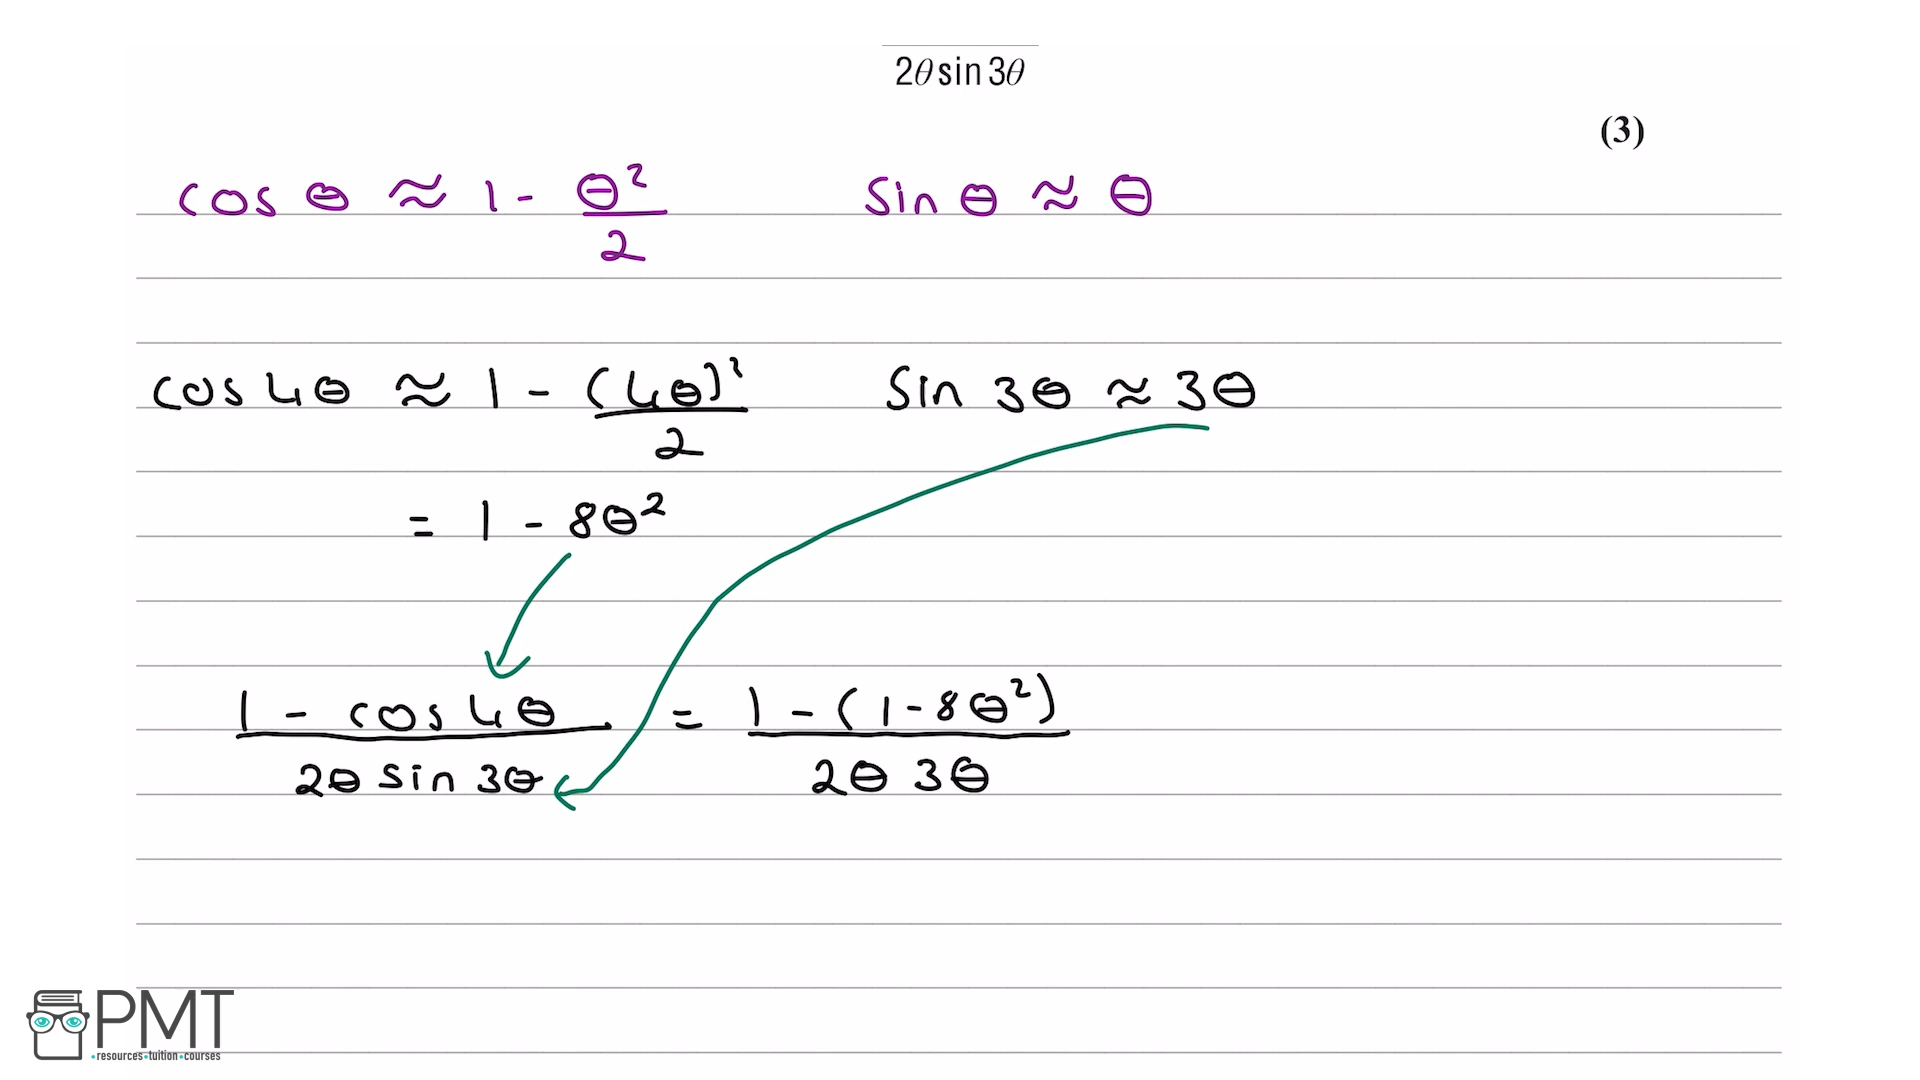 2θ sin 3θ
(3)
cos θ ≈ 1 - θ²/2    sin θ ≈ θ
cos 4θ ≈ 1 - (4θ)²/2    sin 3θ ≈ 3θ
= 1 - 8θ²
(1 - cos 4θ)/(2θ sin 3θ) = (1 - (1 - 8θ²))/(2θ 3θ)
PMT
resources•tuition•courses